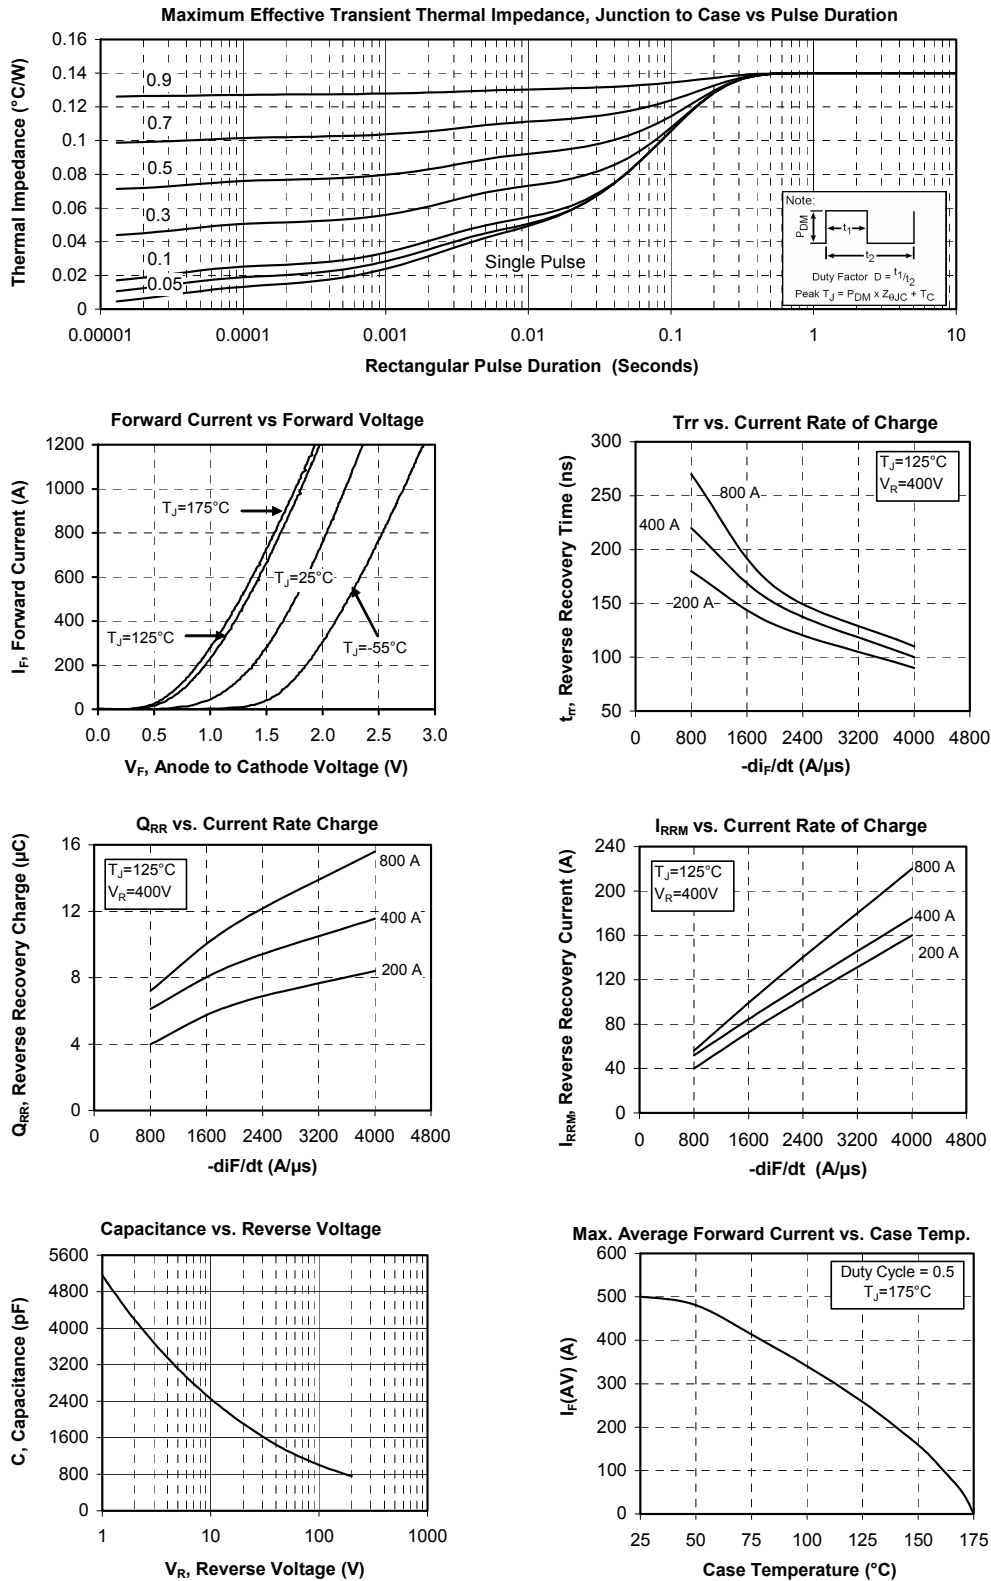 Maximum Effective Transient Thermal Impedance, Junction to Case vs Pulse Duration
Thermal Impedance (°C/W)
0.16
0.14
0.12
0.1
0.08
0.06
0.04
0.02
0
0.9
0.7
0.5
0.3
0.1
0.05
Single Pulse
Note:
PDM
t1
t2
Duty Factor D = t1/t2
Peak TJ = PDM x ZθJC + TC
0.00001 0.0001 0.001 0.01 0.1 1 10
Rectangular Pulse Duration (Seconds)
Forward Current vs Forward Voltage
IF, Forward Current (A)
1200
1000
800
600
400
200
0
TJ=175°C
TJ=25°C
TJ=125°C
TJ=-55°C
0.0 0.5 1.0 1.5 2.0 2.5 3.0
VF, Anode to Cathode Voltage (V)
Trr vs. Current Rate of Charge
trr, Reverse Recovery Time (ns)
300
250
200
150
100
50
TJ=125°C
VR=400V
800 A
400 A
200 A
0 800 1600 2400 3200 4000 4800
-diF/dt (A/µs)
QRR vs. Current Rate Charge
QRR, Reverse Recovery Charge (µC)
16
12
8
4
0
TJ=125°C
VR=400V
800 A
400 A
200 A
0 800 1600 2400 3200 4000 4800
-diF/dt (A/µs)
IRRM vs. Current Rate of Charge
IRRM, Reverse Recovery Current (A)
240
200
160
120
80
40
0
TJ=125°C
VR=400V
800 A
400 A
200 A
0 800 1600 2400 3200 4000 4800
-diF/dt (A/µs)
Capacitance vs. Reverse Voltage
C, Capacitance (pF)
5600
4800
4000
3200
2400
1600
800
0
1 10 100 1000
VR, Reverse Voltage (V)
Max. Average Forward Current vs. Case Temp.
IF(AV) (A)
600
500
400
300
200
100
0
Duty Cycle = 0.5
TJ=175°C
25 50 75 100 125 150 175
Case Temperature (°C)